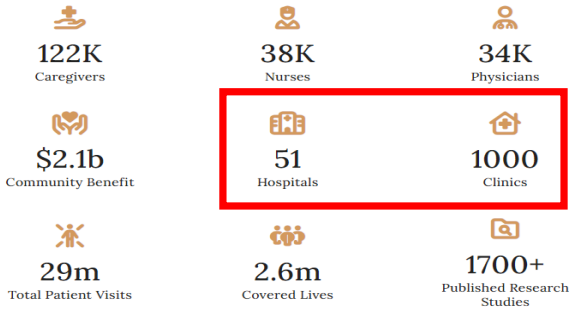 122K
Caregivers
38K
Nurses
34K
Physicians
$2.1b
Community Benefit
51
Hospitals
1000
Clinics
29m
Total Patient Visits
2.6m
Covered Lives
1700+
Published Research
Studies